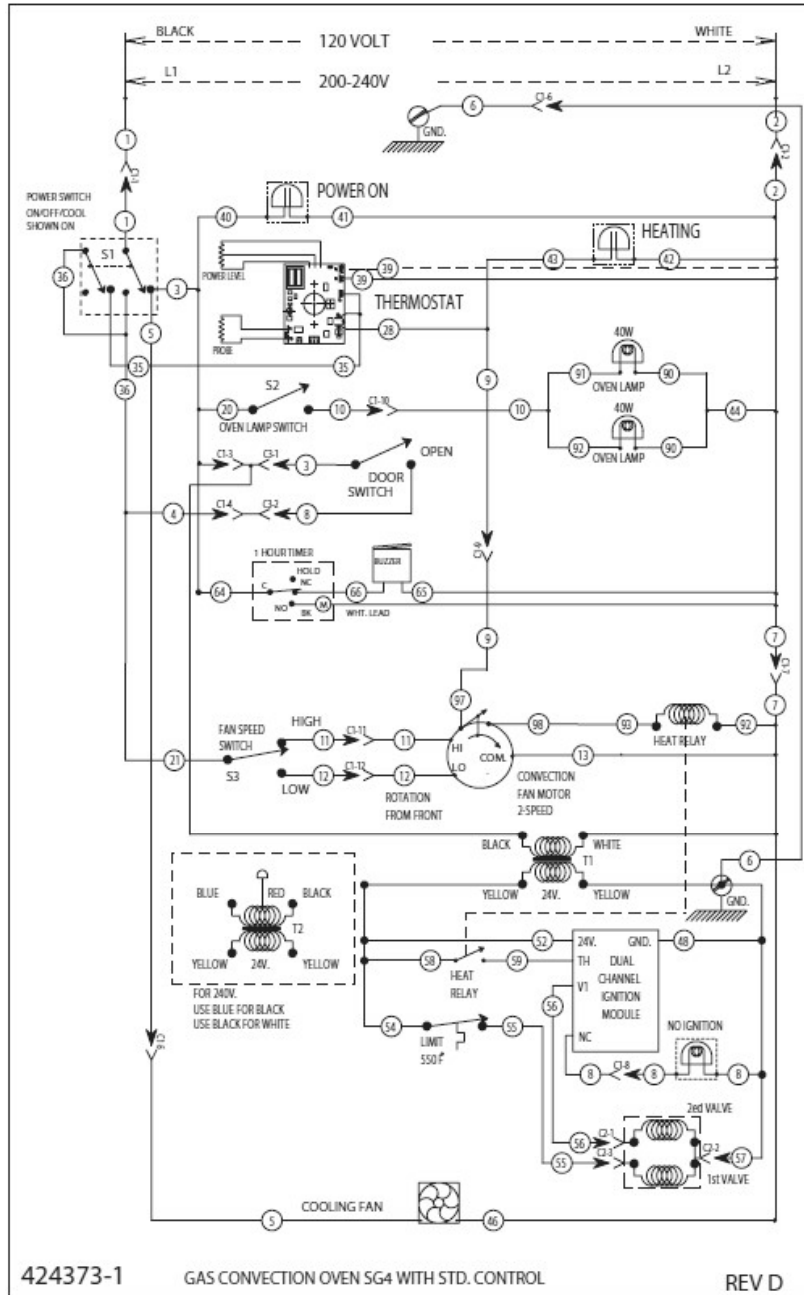 BLACK
WHITE
120 VOLT
L1
L2
200-240V
6
C1-6
GND.
1
2
C1-1
C1-2
1
2
POWER SWITCH
ON/OFF/COOL
SHOWN ON
POWER ON
40
41
HEATING
43
42
S1
36
3
5
POWER LEVEL
39
39
THERMOSTAT
28
PROBE
35
35
36
9
40W
91
90
OVEN LAMP
S2
20
10
C1-10
10
44
OVEN LAMP SWITCH
40W
92
90
OVEN LAMP
C1-3
C3-1
3
OPEN
DOOR
SWITCH
4
C1-4
C3-2
8
C1-9
1 HOUR TIMER
HOLD
BUZZER
64
C
NC
66
65
NO
BK
M
WHT. LEAD
9
7
C1-7
7
97
FAN SPEED
SWITCH
HIGH
11
C1-11
11
98
93
92
HEAT RELAY
21
HI
COM.
13
LO
S3
LOW
12
C1-12
12
ROTATION
FROM FRONT
CONVECTION
FAN MOTOR
2-SPEED
BLACK
WHITE
T1
YELLOW
24V.
YELLOW
6
GND.
BLUE
RED
BLACK
T2
YELLOW
24V.
YELLOW
FOR 240V.
USE BLUE FOR BLACK
USE BLACK FOR WHITE
52
24V.
GND.
48
58
59
TH
DUAL
CHANNEL
IGNITION
MODULE
HEAT
RELAY
V1
56
54
55
LIMIT
550 F°
NC
NO IGNITION
8
C1-8
8
8
2ed VALVE
56
C2-1
C2-2
57
55
C2-3
1st VALVE
COOLING FAN
5
46
424373-1
GAS CONVECTION OVEN SG4 WITH STD. CONTROL
REV D